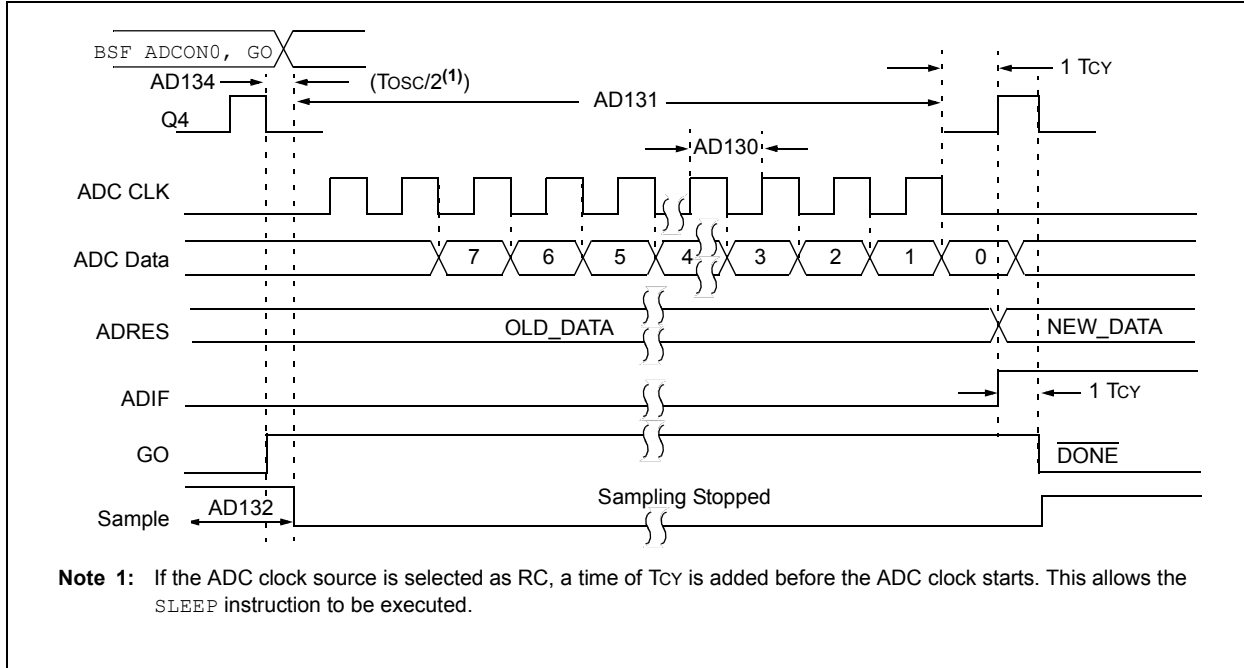 BSF ADCON0, GO
AD134
(TOSC/2(1))
1 TCY
AD131
Q4
AD130
ADC CLK
ADC Data
7 6 5 4 3 2 1 0
ADRES
OLD_DATA
NEW_DATA
ADIF
1 TCY
GO
DONE
Sampling Stopped
AD132
Sample
Note 1: If the ADC clock source is selected as RC, a time of TCY is added before the ADC clock starts. This allows the
SLEEP instruction to be executed.